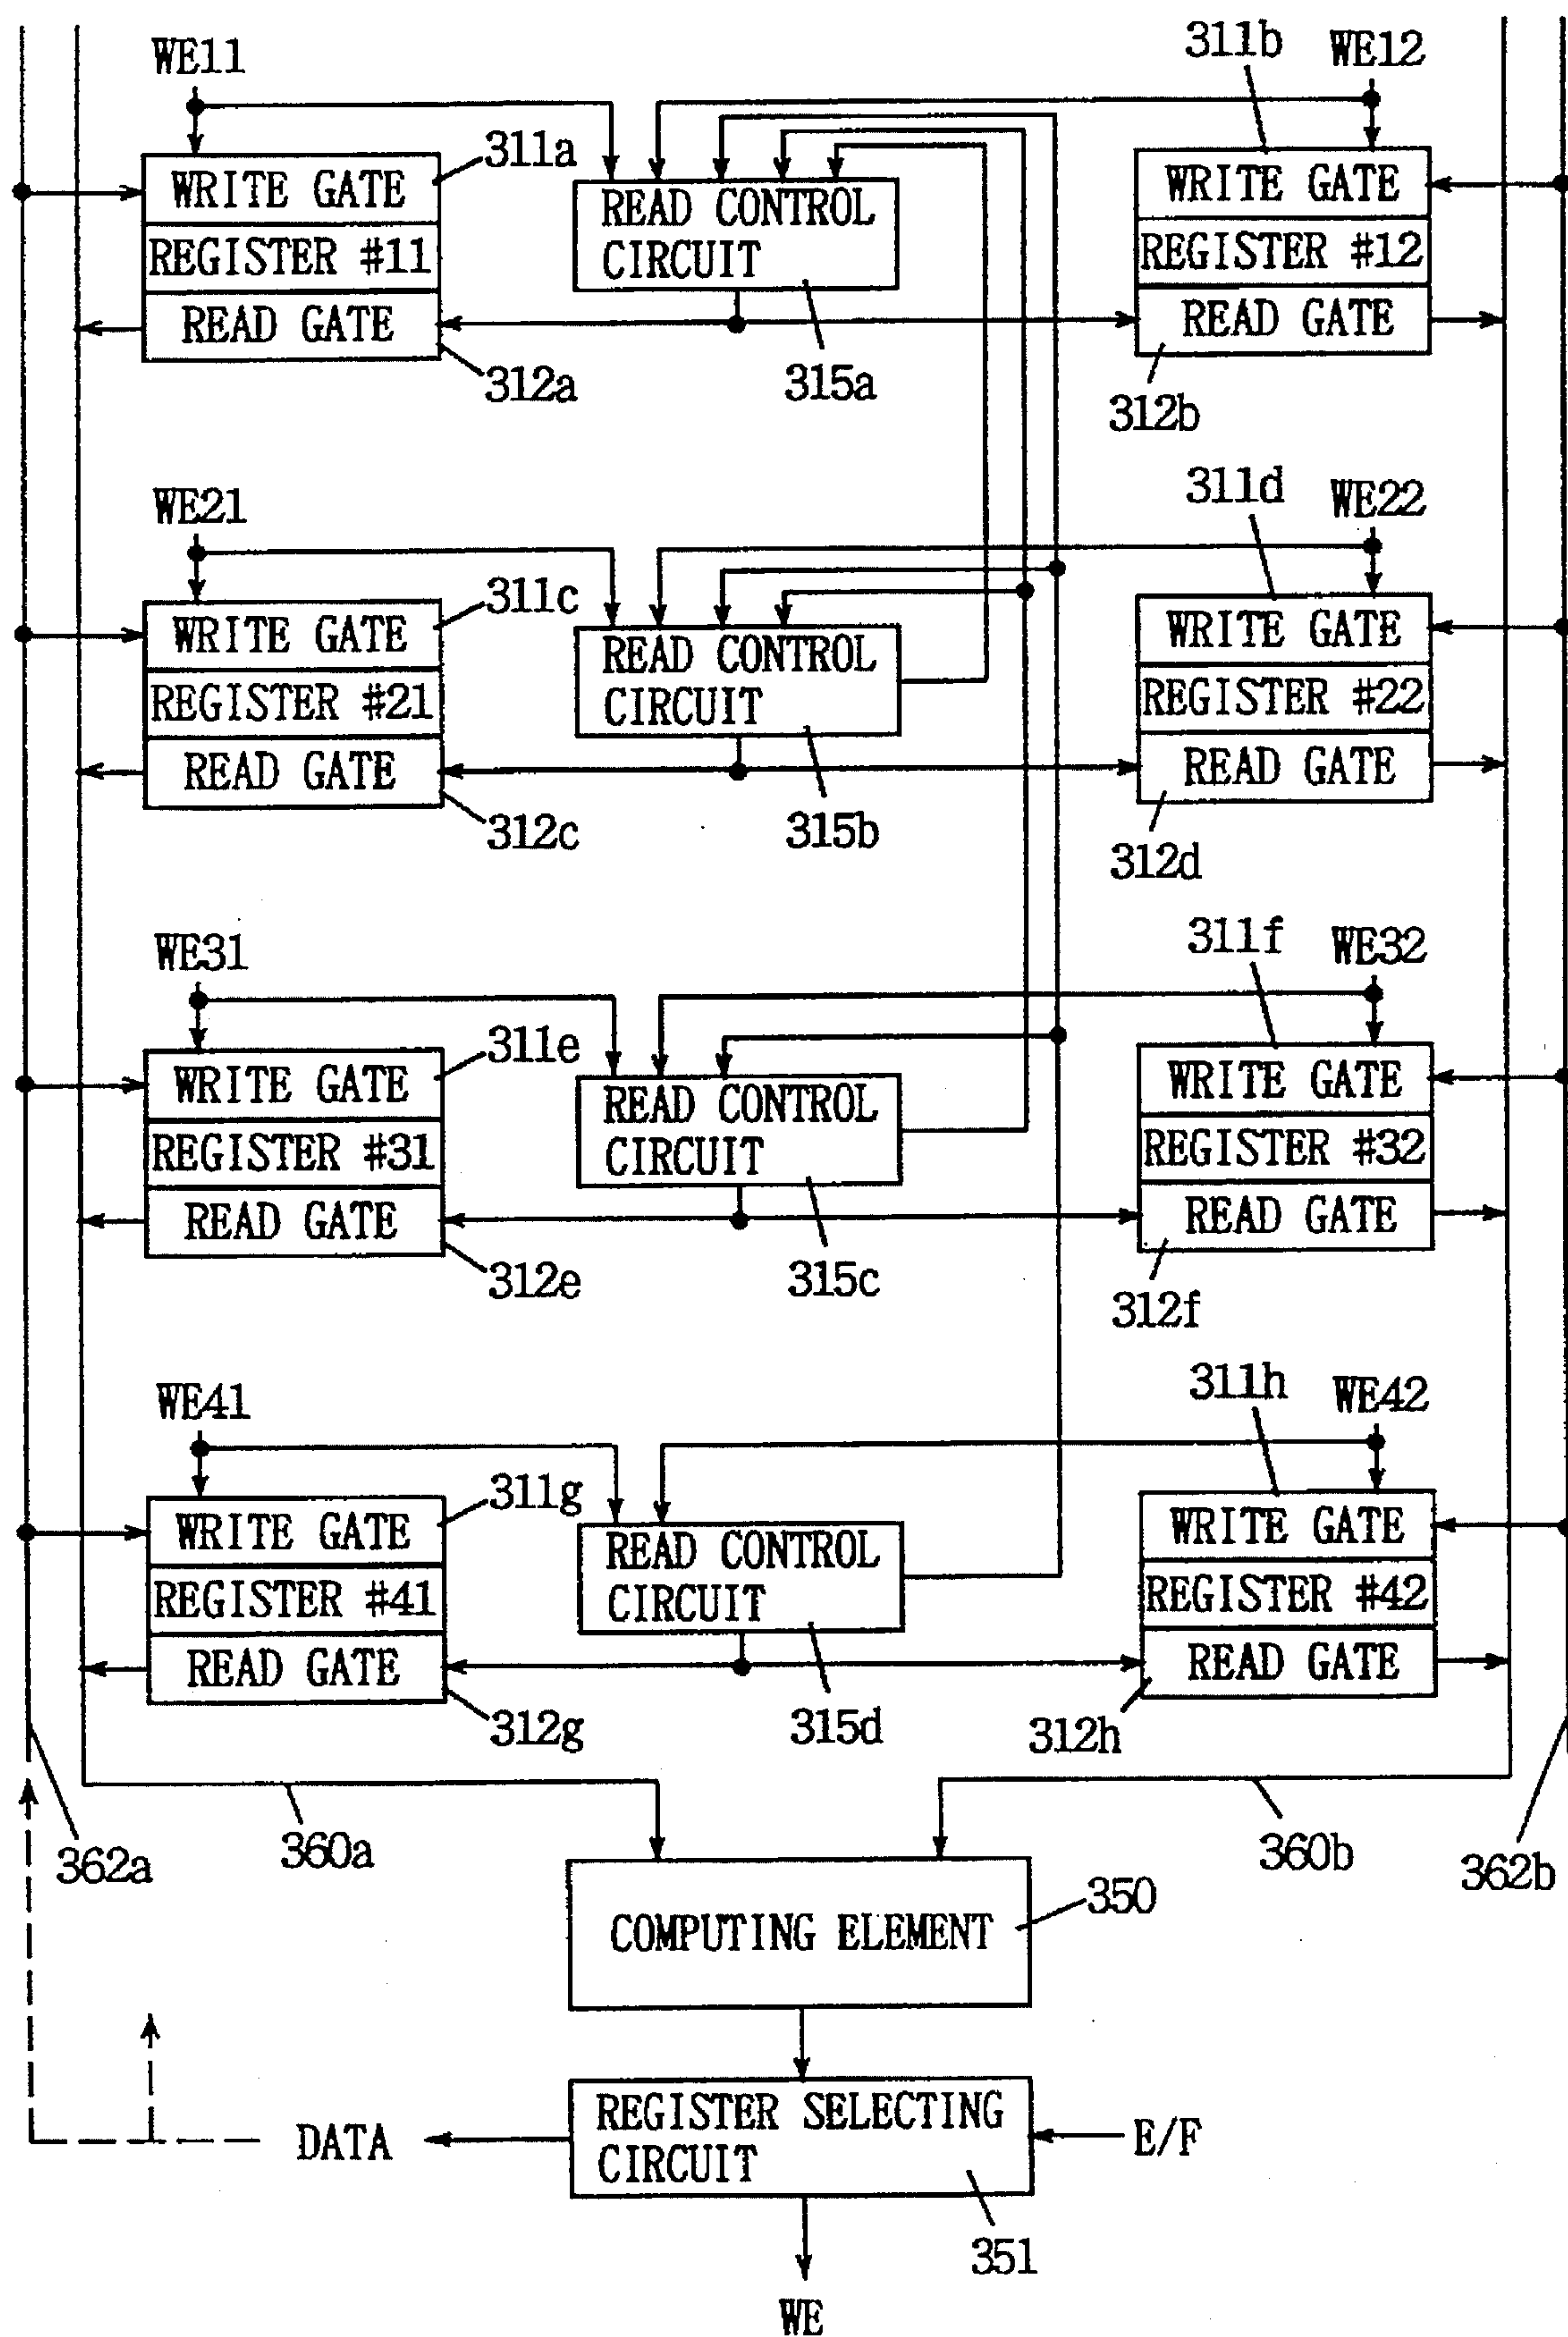 WE11
311b
WE12
311a
WRITE GATE
READ CONTROL
CIRCUIT
WRITE GATE
REGISTER #11
REGISTER #12
READ GATE
READ GATE
312a
315a
312b
WE21
311d
WE22
311c
WRITE GATE
READ CONTROL
CIRCUIT
WRITE GATE
REGISTER #21
REGISTER #22
READ GATE
READ GATE
312c
315b
312d
WE31
311f
WE32
311e
WRITE GATE
READ CONTROL
CIRCUIT
WRITE GATE
REGISTER #31
REGISTER #32
READ GATE
READ GATE
312e
315c
312f
WE41
311h
WE42
311g
WRITE GATE
READ CONTROL
CIRCUIT
WRITE GATE
REGISTER #41
REGISTER #42
READ GATE
READ GATE
312g
315d
312h
362a
360a
360b
362b
COMPUTING ELEMENT
350
REGISTER SELECTING
CIRCUIT
DATA
E/F
351
WE